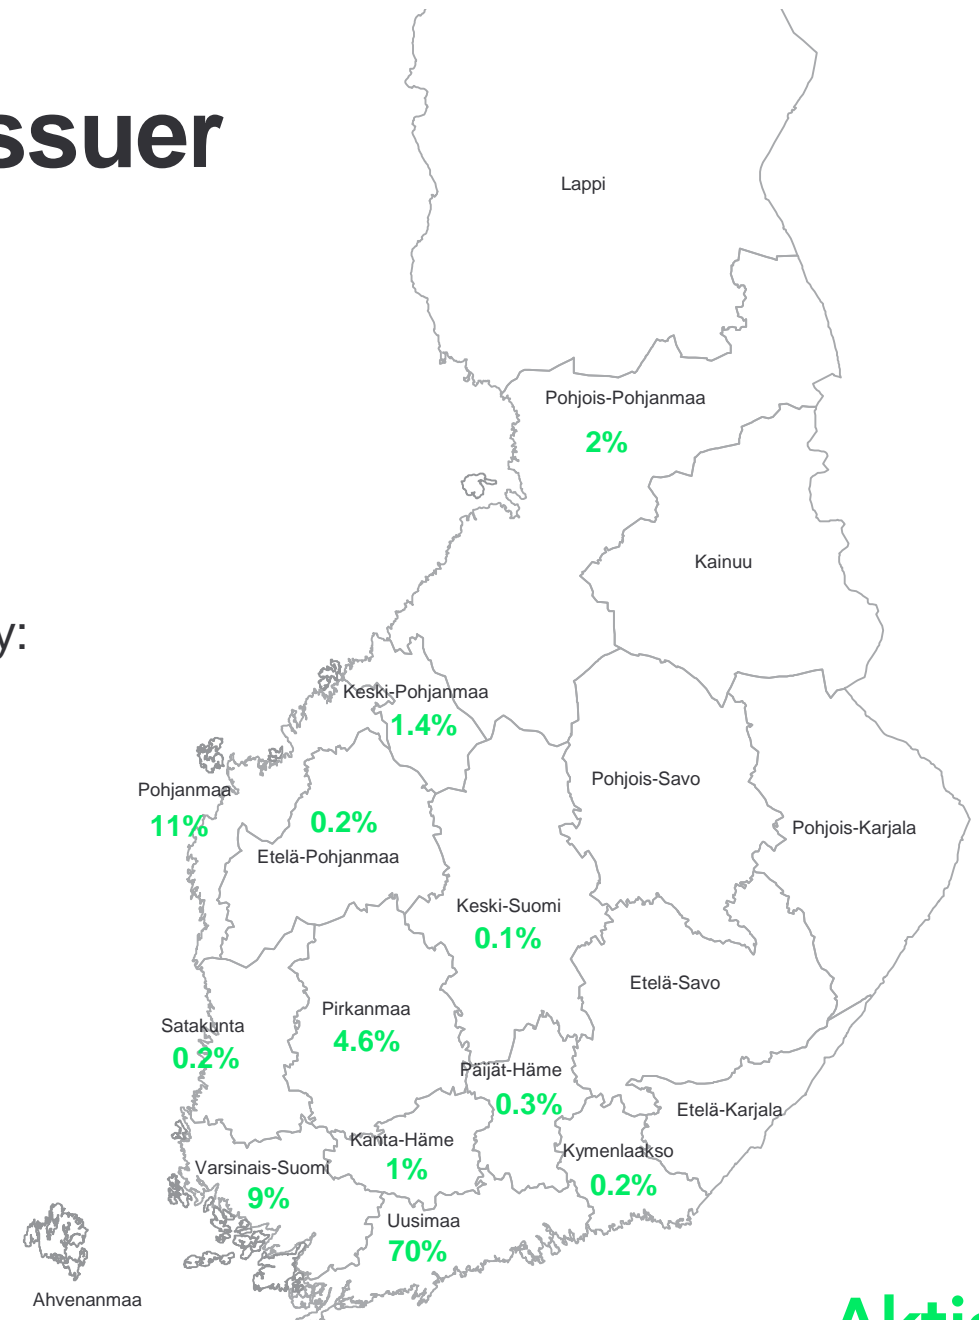 ssuer
Lappi
Pohjois-Pohjanmaa
2%
Kainuu
y:
Keski-Pohjanmaa
1.4%
Pohjois-Savo
Pohjanmaa
11%
0.2%
Etelä-Pohjanmaa
Pohjois-Karjala
Keski-Suomi
0.1%
Etelä-Savo
Pirkanmaa
4.6%
Satakunta
0.2%
Päijät-Häme
0.3%
Etelä-Karjala
Kanta-Häme
1%
Kymenlaakso
0.2%
Varsinais-Suomi
9%
Uusimaa
70%
Ahvenanmaa
Aktia